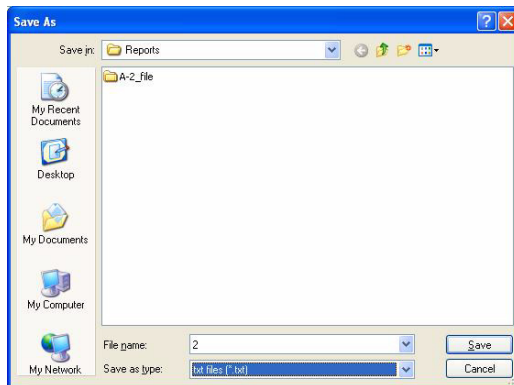 Save As
Save in:
Reports
A-2_file
My Recent
Documents
Desktop
My Documents
My Computer
My Network
File name:
2
Save
Save as type:
txt files (*.txt)
Cancel